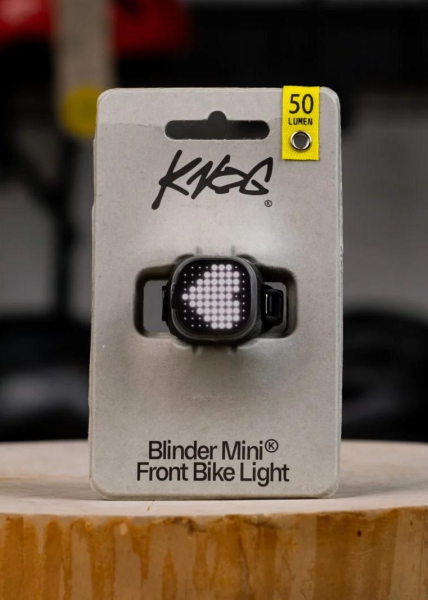 50
LUMEN
KNOG®
Blinder Mini Ⓚ
Front Bike Light